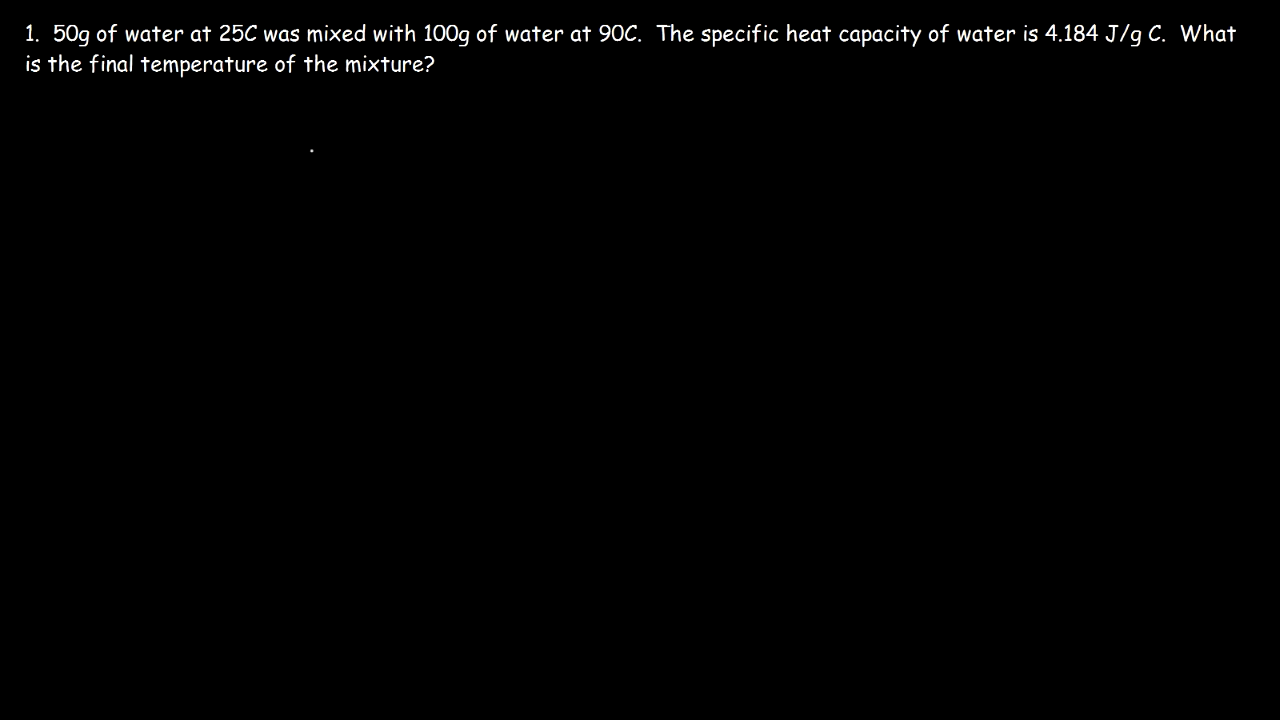 1.  50g of water at 25C was mixed with 100g of water at 90C.  The specific heat capacity of water is 4.184 J/g C.  What
is the final temperature of the mixture?